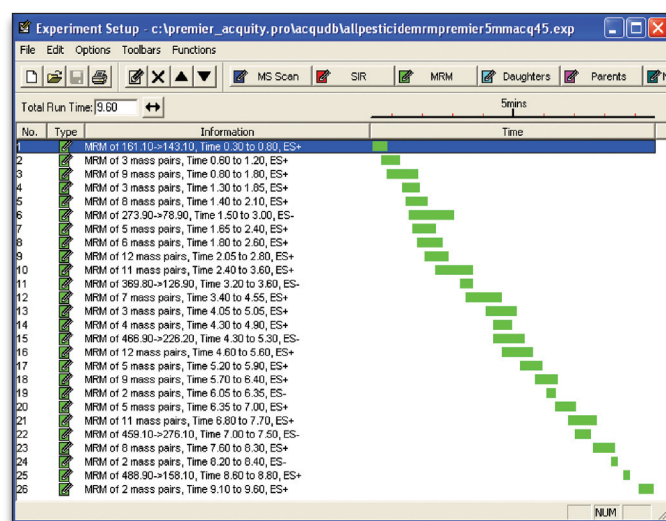 Experiment Setup - c:\premier_acquity.pro\acqudb\allpesticidemrmpremier5mmacq45.exp
File Edit Options Toolbars Functions
MS Scan SIR MRM Daughters Parents
Total Run Time: 9.60 5mins
No. Type Information Time
1 MRM of 161.10->143.10, Time 0.30 to 0.80, ES+
2 MRM of 3 mass pairs, Time 0.60 to 1.20, ES+
3 MRM of 9 mass pairs, Time 0.80 to 1.80, ES+
4 MRM of 3 mass pairs, Time 1.30 to 1.85, ES+
5 MRM of 8 mass pairs, Time 1.40 to 2.10, ES+
6 MRM of 273.90->78.90, Time 1.50 to 3.00, ES-
7 MRM of 5 mass pairs, Time 1.65 to 2.40, ES+
8 MRM of 6 mass pairs, Time 1.80 to 2.60, ES+
9 MRM of 12 mass pairs, Time 2.05 to 2.80, ES+
10 MRM of 11 mass pairs, Time 2.40 to 3.60, ES+
11 MRM of 369.80->126.90, Time 3.20 to 3.60, ES-
12 MRM of 7 mass pairs, Time 3.40 to 4.55, ES+
13 MRM of 3 mass pairs, Time 4.05 to 5.05, ES+
14 MRM of 4 mass pairs, Time 4.30 to 4.90, ES+
15 MRM of 466.90->226.20, Time 4.30 to 5.30, ES-
16 MRM of 12 mass pairs, Time 4.60 to 5.60, ES+
17 MRM of 5 mass pairs, Time 5.20 to 5.90, ES+
18 MRM of 9 mass pairs, Time 5.70 to 6.40, ES+
19 MRM of 2 mass pairs, Time 6.05 to 6.35, ES-
20 MRM of 5 mass pairs, Time 6.35 to 7.00, ES+
21 MRM of 11 mass pairs, Time 6.80 to 7.70, ES+
22 MRM of 459.10->276.10, Time 7.00 to 7.50, ES-
23 MRM of 8 mass pairs, Time 7.60 to 8.30, ES+
24 MRM of 2 mass pairs, Time 8.20 to 8.40, ES-
25 MRM of 488.90->158.10, Time 8.60 to 8.80, ES+
26 MRM of 2 mass pairs, Time 9.10 to 9.60, ES+
NUM